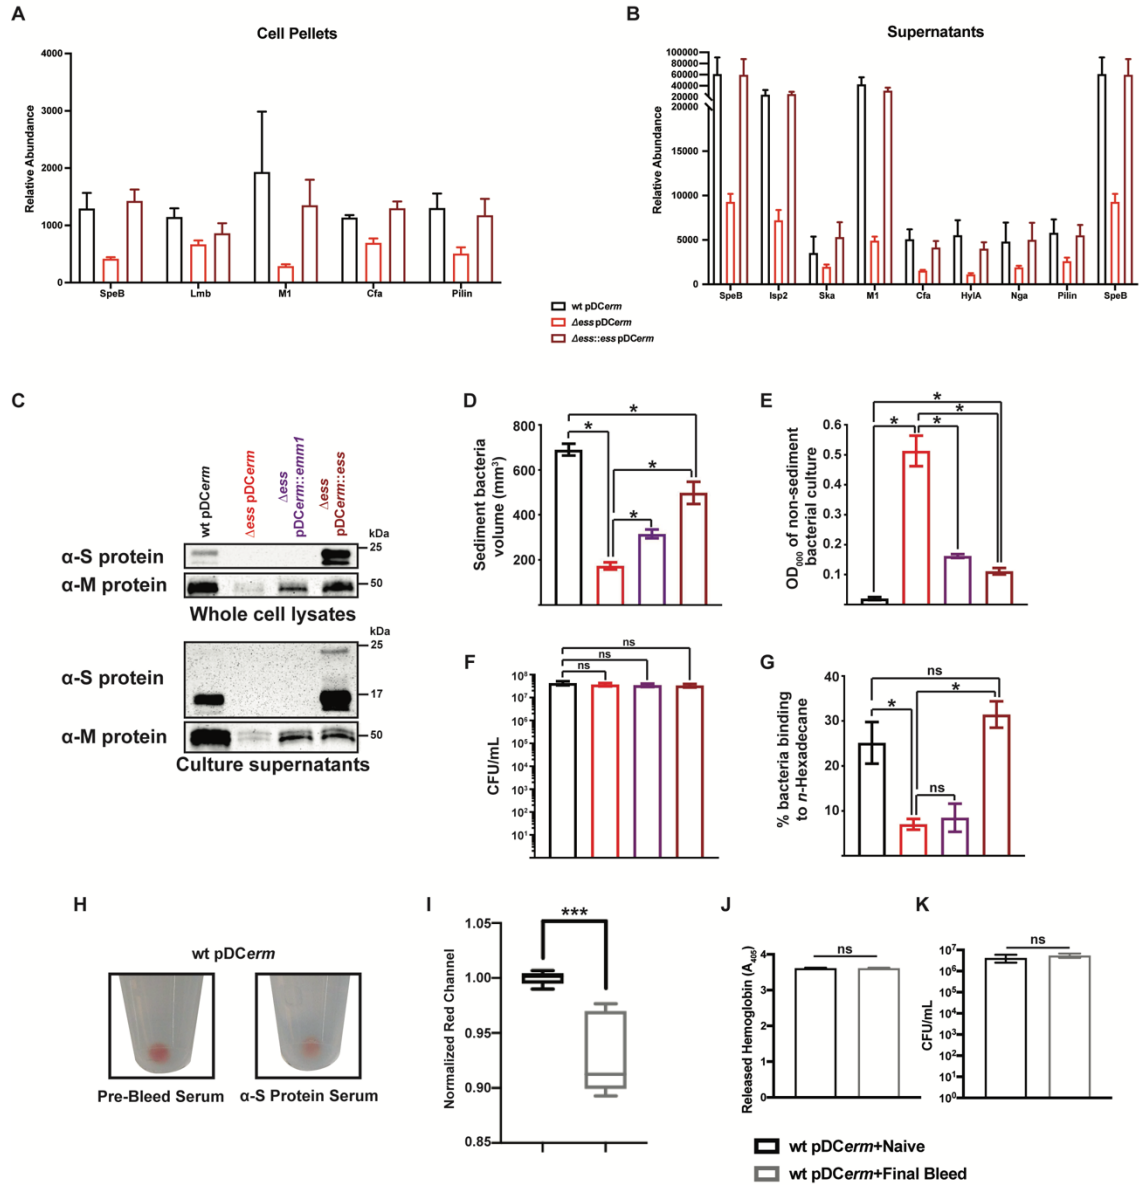 A
Cell Pellets
Relative Abundance
4000
3000
2000
1000
0
SpeB Lmb M1 Cfa Pilin
B
Supernatants
Relative Abundance
100000
80000
60000
40000
20000
20000
15000
10000
5000
0
SpeB Isp2 Ska M1 Cfa HylA Nga Pilin SpeB
wt pDCerm
Δess pDCerm
Δess::ess pDCerm
C
wt pDCerm
Δess pDCerm
Δess
pDCerm::emm1
Δess
pDCerm::ess
kDa
α-S protein
25
α-M protein
50
Whole cell lysates
kDa
25
α-S protein
17
α-M protein
50
Culture supernatants
D
Sediment bacteria
volume (mm³)
800
600
400
200
*
*
*
*
E
OD₀₀₀ of non-sediment
bacterial culture
0.6
0.5
0.4
0.3
0.2
0.1
*
*
* *
F
CFU/mL
10⁸
10⁷
10⁶
10⁵
10⁴
10³
10²
10¹
ns
ns
ns
G
% bacteria binding
to n-Hexadecane
40
30
20
10
ns
*
*
ns
H
wt pDCerm
Pre-Bleed Serum
α-S Protein Serum
I
Normalized Red Channel
1.05
1.00
0.95
0.90
0.85
***
J
Released Hemoglobin (A₄₀₅)
4
3
2
1
0
ns
K
CFU/mL
10⁷
10⁶
10⁵
10⁴
10³
10²
10¹
10⁰
ns
wt pDCerm+Naive
wt pDCerm+Final Bleed